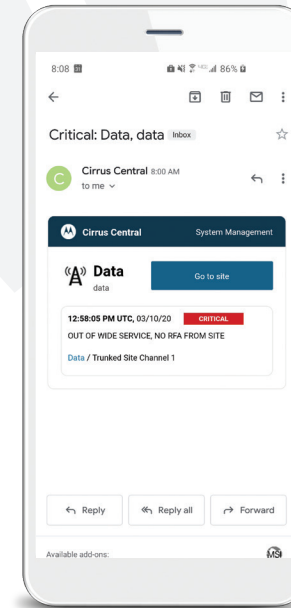 8:08 31 86%
Critical: Data, data Inbox
C Cirrus Central 8:00 AM
to me
Cirrus Central System Management
Data
data
Go to site
12:58:05 PM UTC, 03/10/20 CRITICAL
OUT OF WIDE SERVICE, NO RFA FROM SITE
Data / Trunked Site Channel 1
Reply Reply all Forward
Available add-ons: MSI